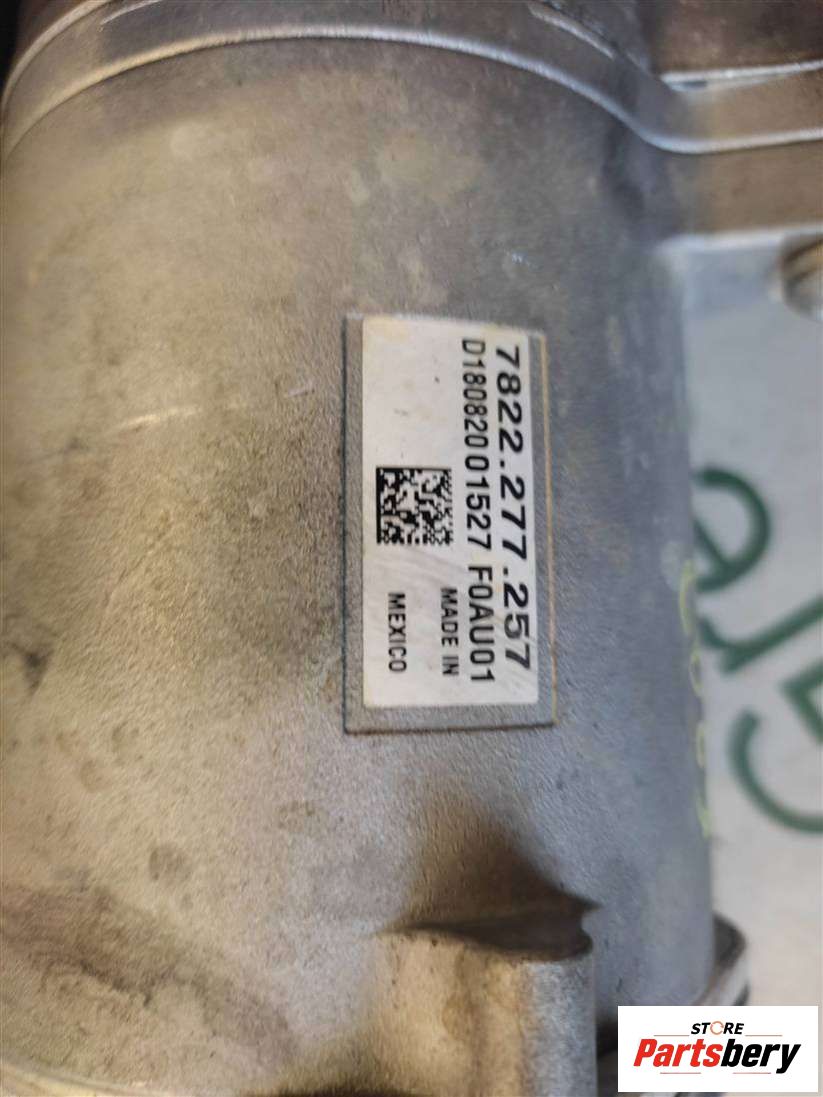 7822.277.257
D180820 01527 F0AU01
MADE IN
MEXICO
STORE
Partsbery